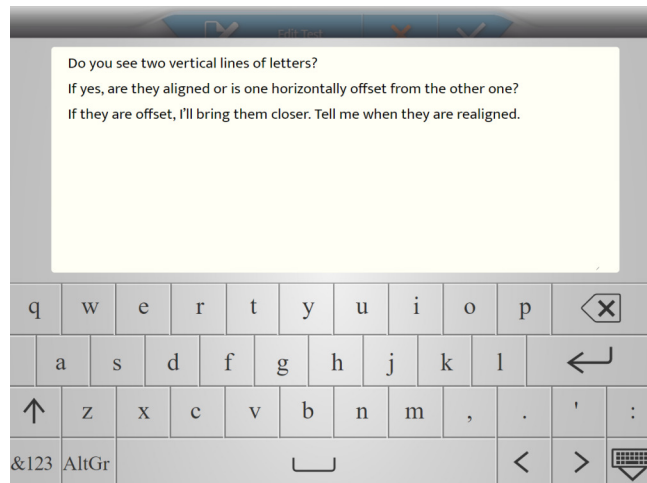 Edit Text
Do you see two vertical lines of letters?
If yes, are they aligned or is one horizontally offset from the other one?
If they are offset, I'll bring them closer. Tell me when they are realigned.
q w e r t y u i o p
a s d f g h j k l
z x c v b n m , . ' :
&123 AltGr < >